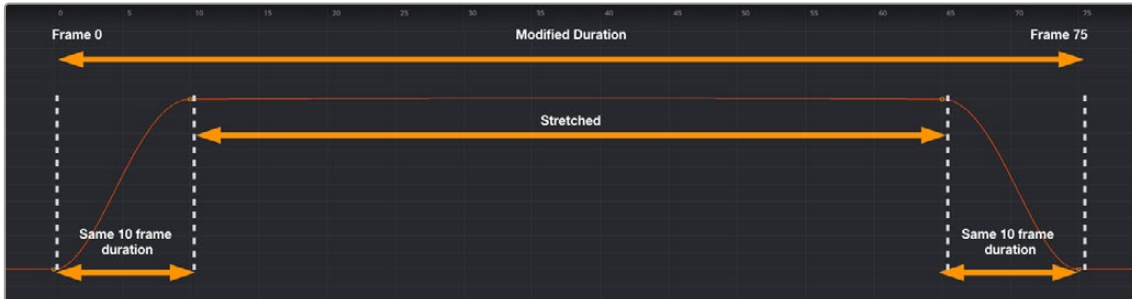 0 5 10 15 20 25 30 35 40 45 50 55 60 65 70 75
Frame 0
Modified Duration
Frame 75
Stretched
Same 10 frame
duration
Same 10 frame
duration